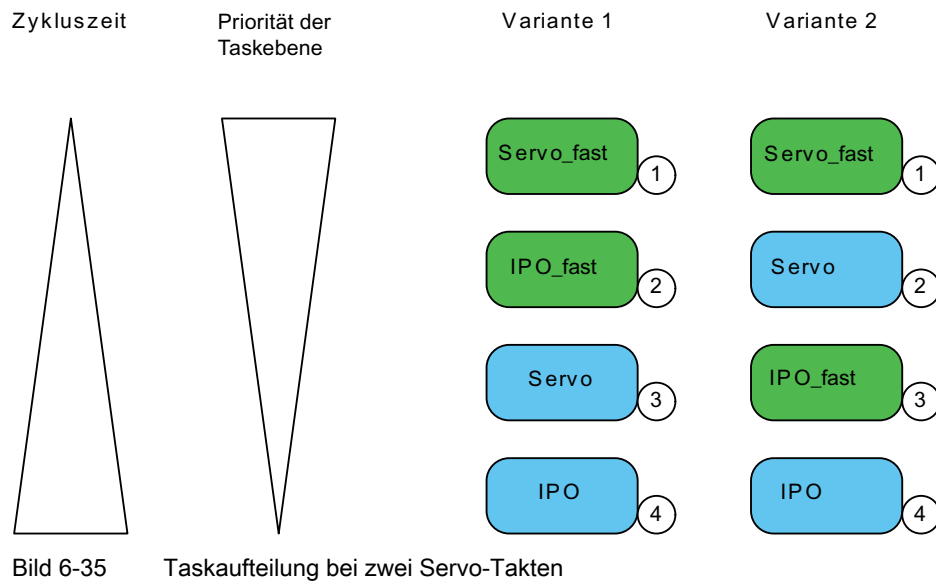 Zykluszeit
Priorität der
Taskebene
Variante 1
Variante 2
Servo_fast
1
Servo_fast
1
IPO_fast
2
Servo
2
Servo
3
IPO_fast
3
IPO
4
IPO
4
Bild 6-35 Taskaufteilung bei zwei Servo-Takten